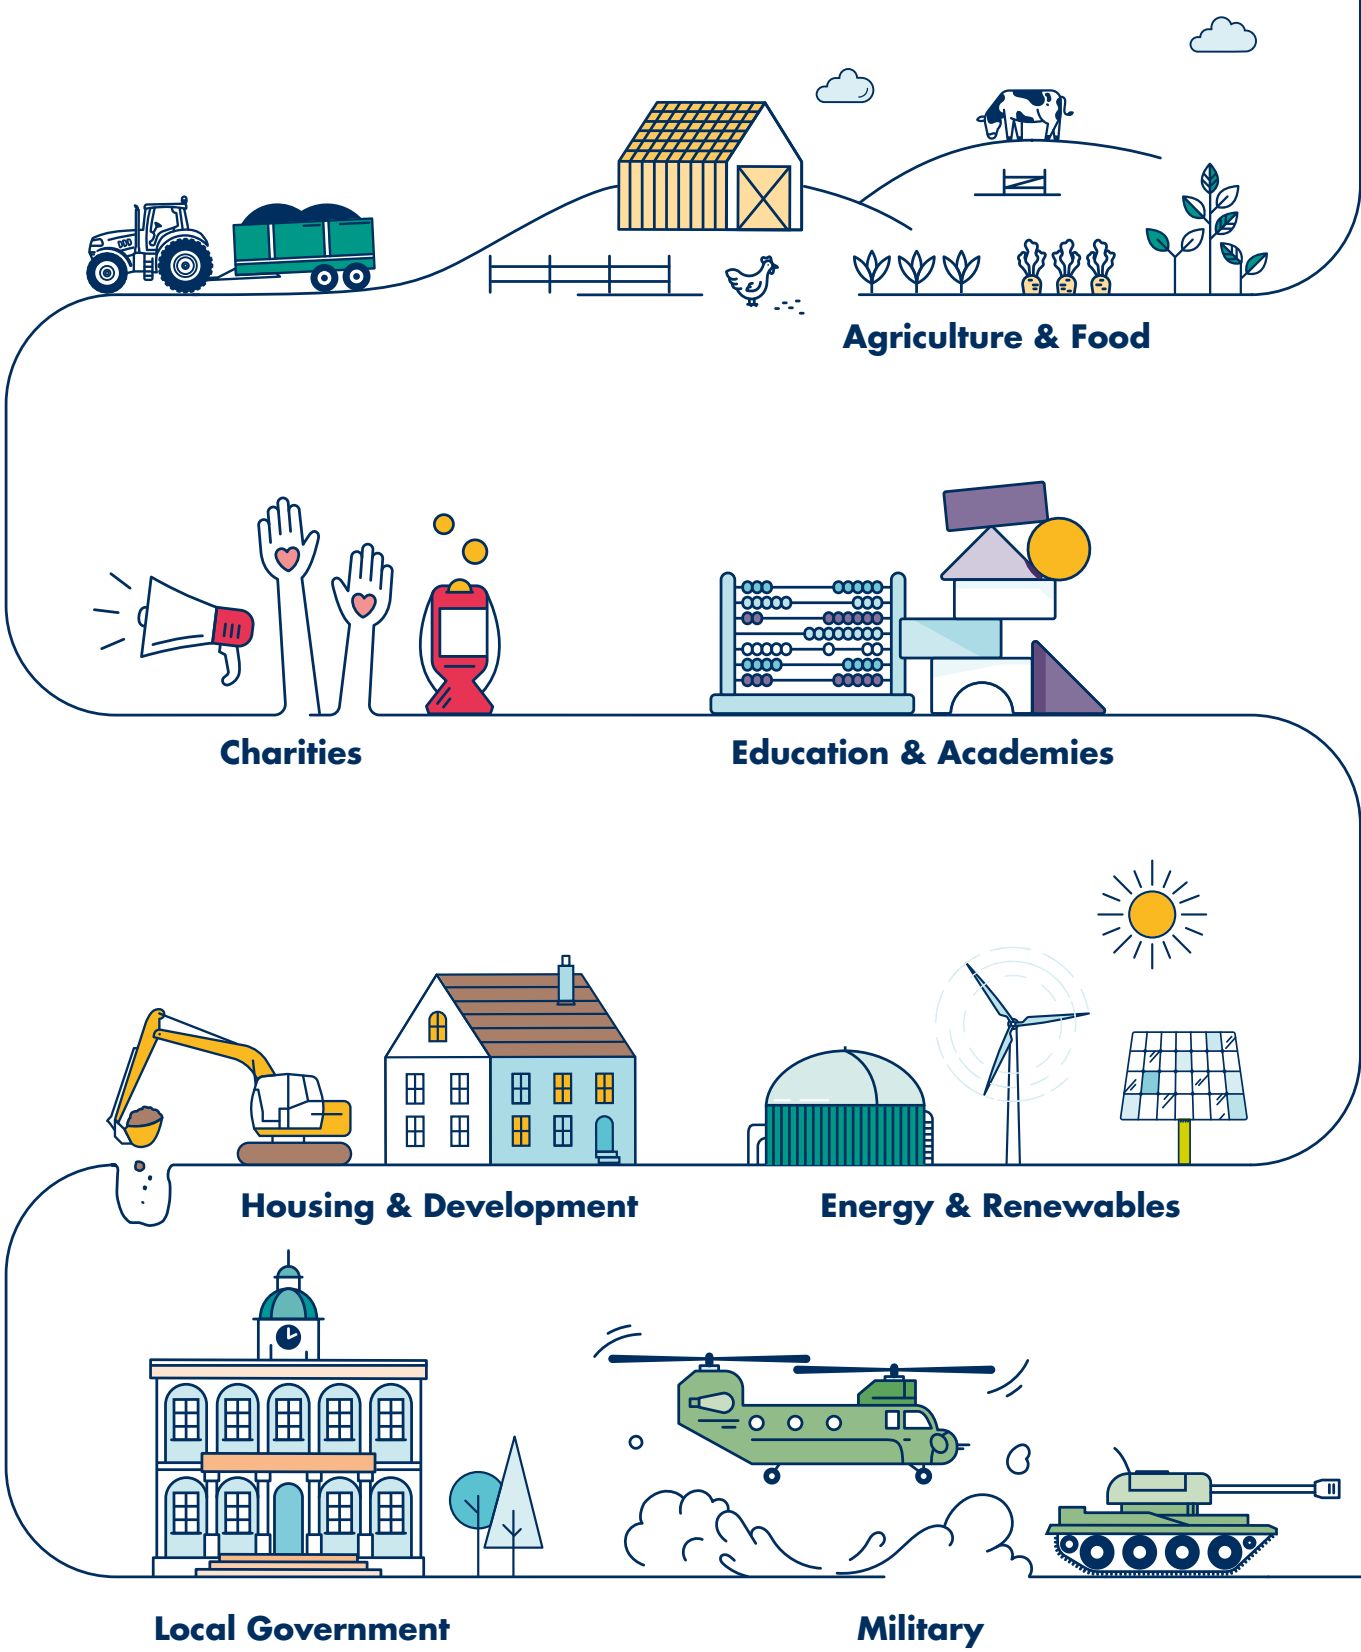 Agriculture & Food
Charities
Education & Academies
Housing & Development
Energy & Renewables
Local Government
Military